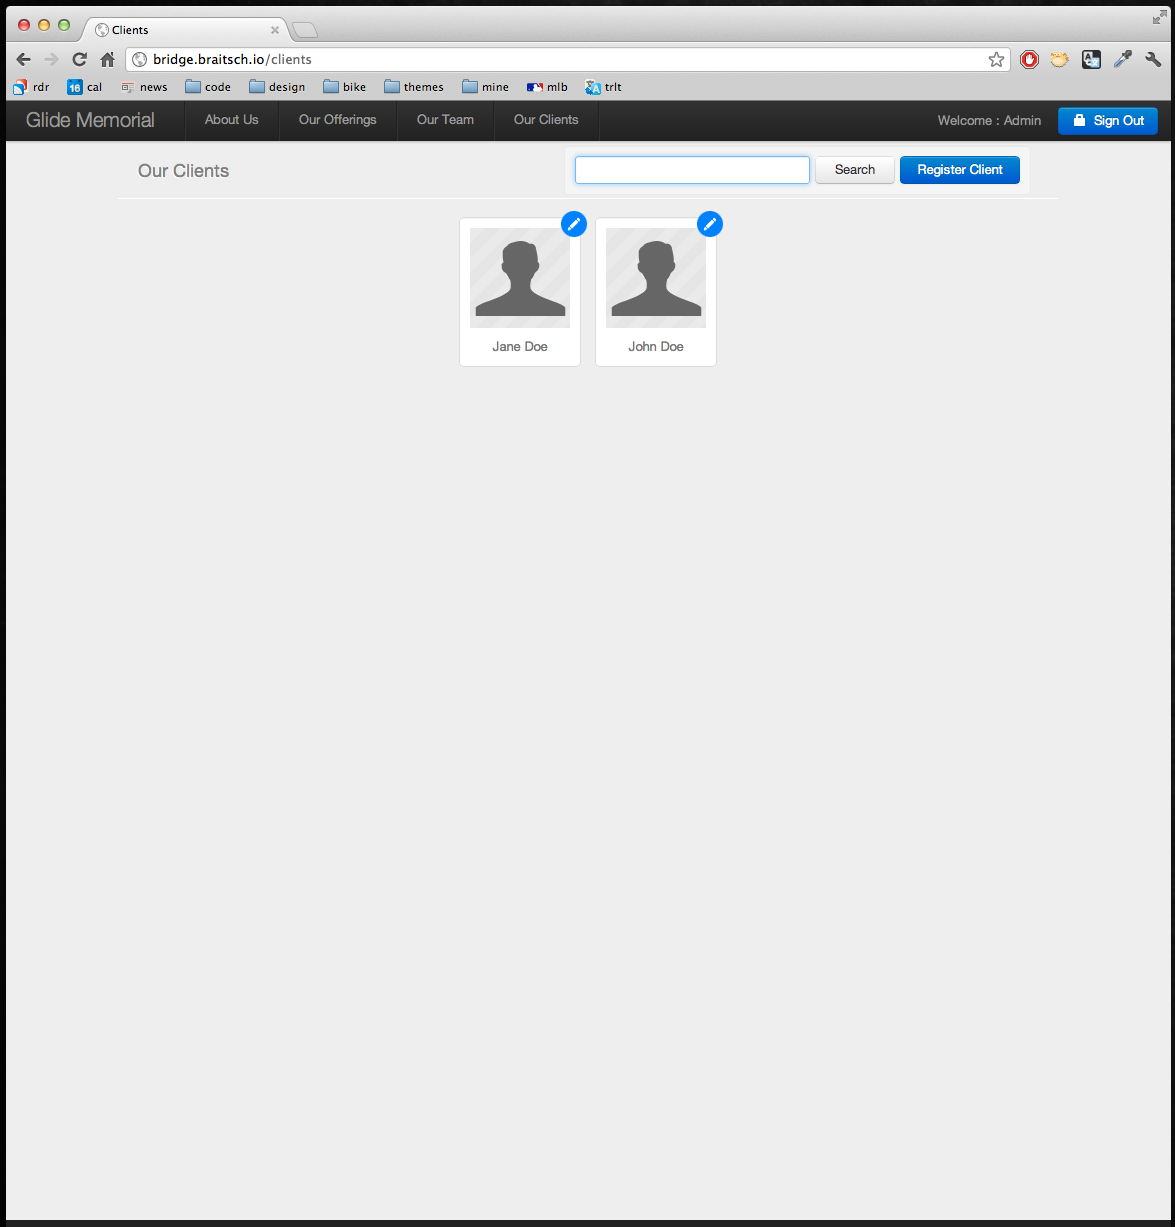 Clients
bridge.braitsch.io/clients
rdr 16 cal news code design bike themes mine mlb trlt
Glide Memorial About Us Our Offerings Our Team Our Clients Welcome : Admin Sign Out
Our Clients Search Register Client
Jane Doe John Doe